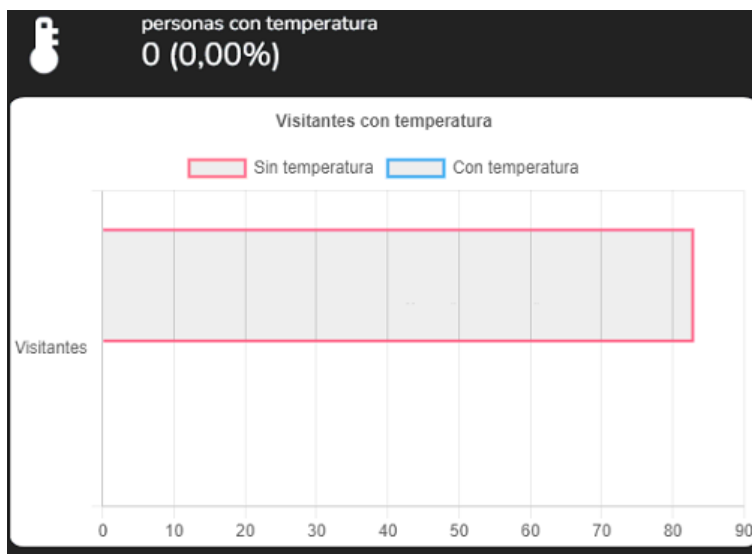 personas con temperatura
0 (0,00%)
Visitantes con temperatura
Sin temperatura Con temperatura
Visitantes
0 10 20 30 40 50 60 70 80 90